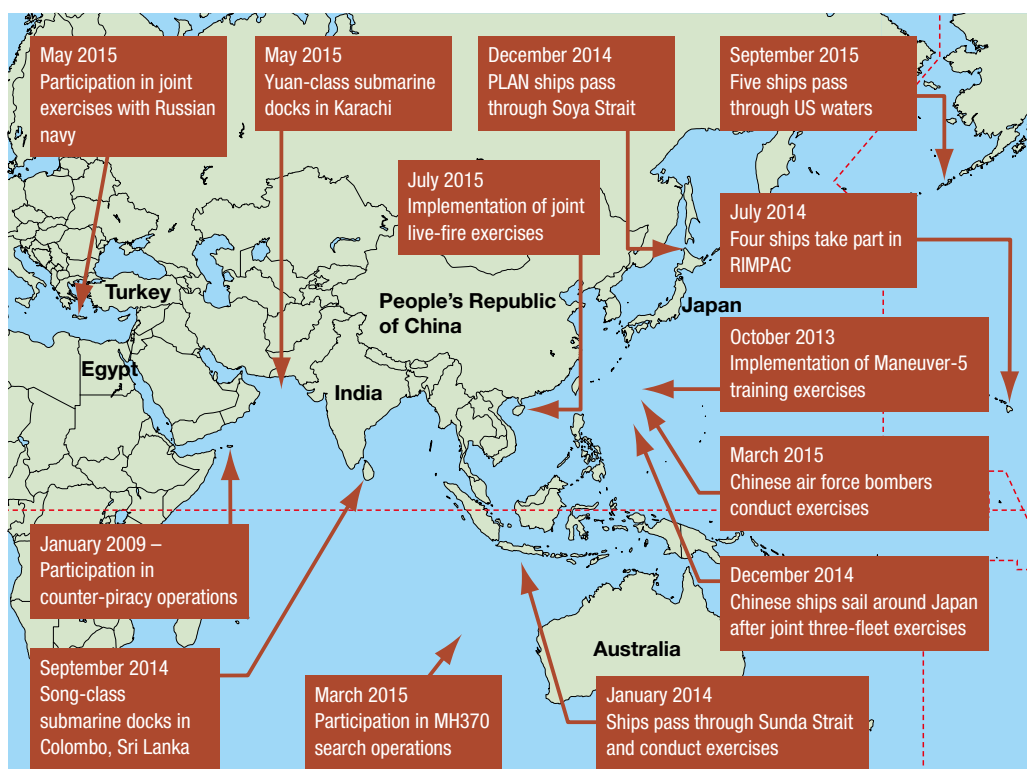 May 2015
Participation in joint
exercises with Russian
navy
May 2015
Yuan-class submarine
docks in Karachi
December 2014
PLAN ships pass
through Soya Strait
September 2015
Five ships pass
through US waters
July 2015
Implementation of joint
live-fire exercises
July 2014
Four ships take part in
RIMPAC
Turkey
People's Republic
of China
Japan
October 2013
Implementation of Maneuver-5
training exercises
Egypt
India
March 2015
Chinese air force bombers
conduct exercises
January 2009 –
Participation in
counter-piracy operations
December 2014
Chinese ships sail around Japan
after joint three-fleet exercises
Australia
September 2014
Song-class
submarine docks in
Colombo, Sri Lanka
March 2015
Participation in MH370
search operations
January 2014
Ships pass through Sunda Strait
and conduct exercises